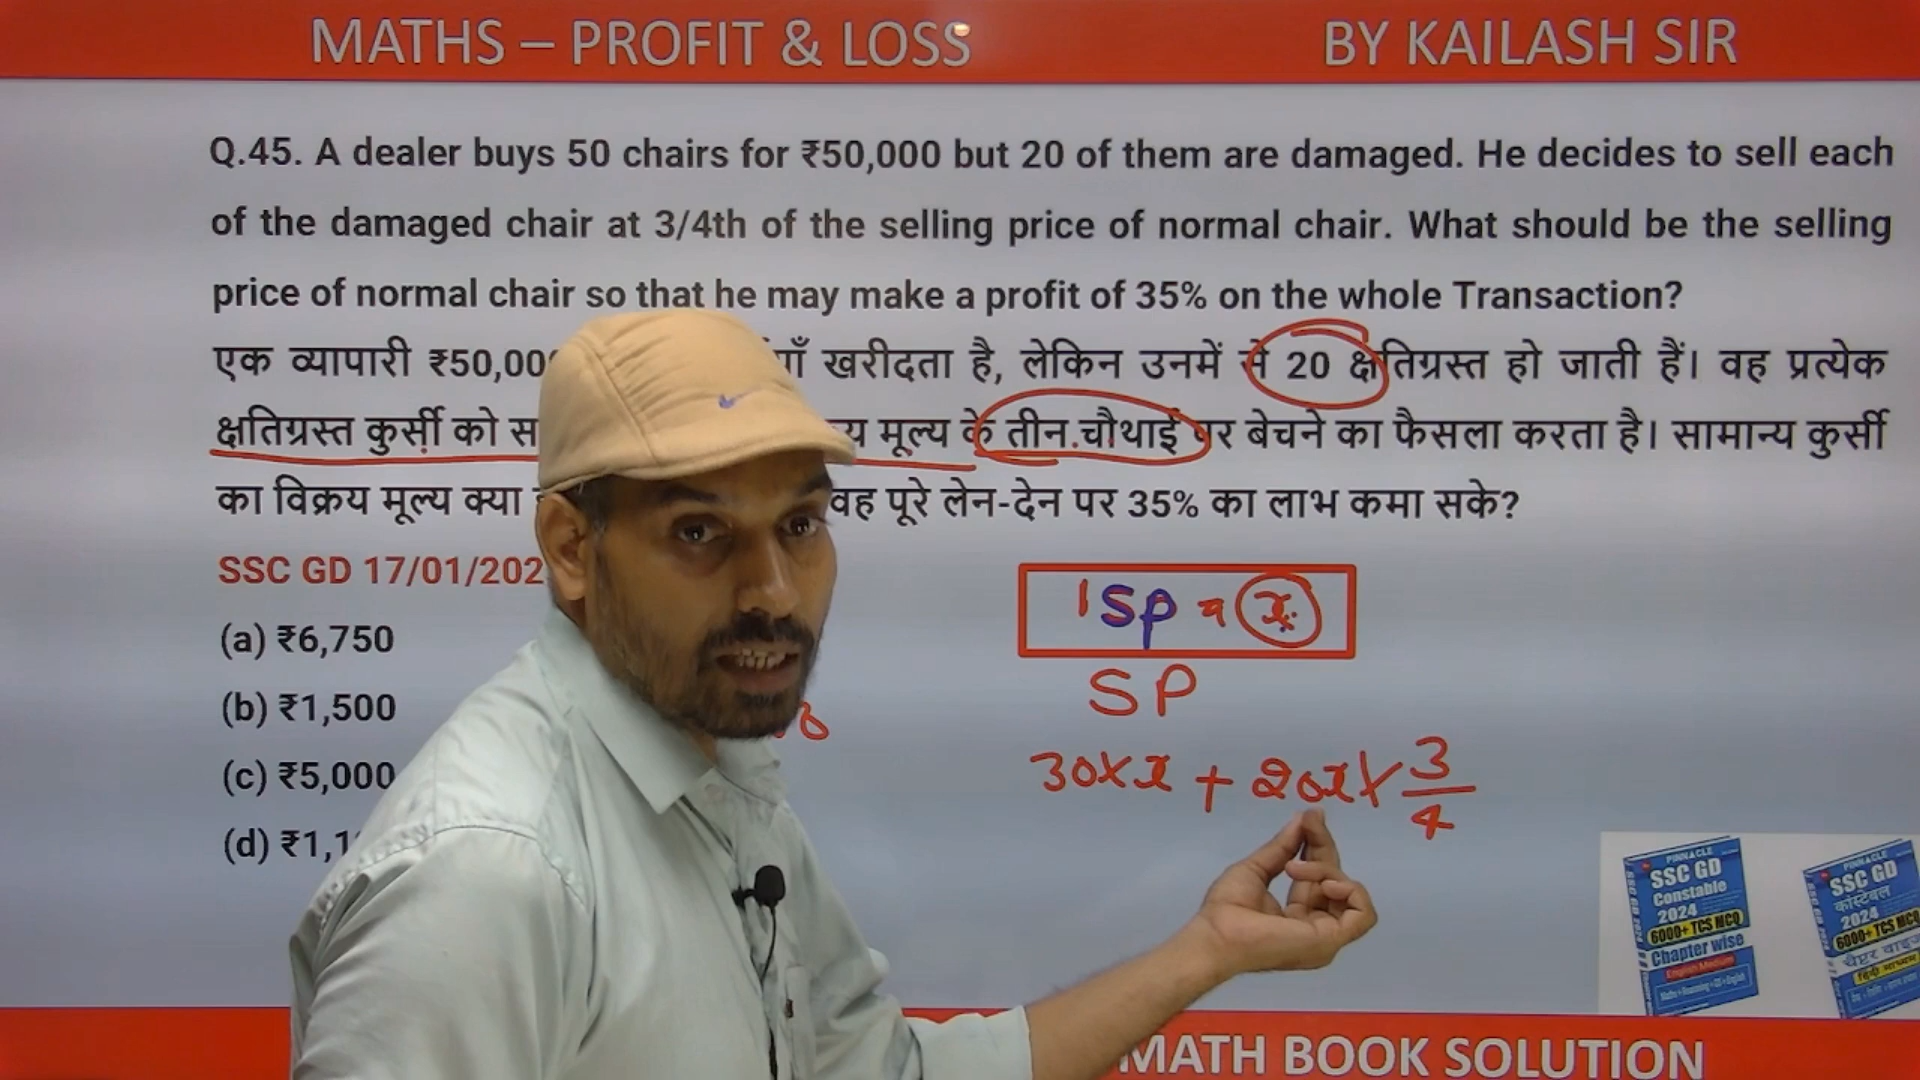 MATHS – PROFIT & LOSS BY KAILASH SIR
Q.45. A dealer buys 50 chairs for ₹50,000 but 20 of them are damaged. He decides to sell each
of the damaged chair at 3/4th of the selling price of normal chair. What should be the selling
price of normal chair so that he may make a profit of 35% on the whole Transaction?
एक व्यापारी ₹50,00 खरीदता है, लेकिन उनमें से 20 क्षतिग्रस्त हो जाती हैं। वह प्रत्येक
क्षतिग्रस्त कुर्सी को मूल्य के तीन चौथाई पर बेचने का फैसला करता है। सामान्य कुर्सी
का विक्रय मूल्य क्या वह पूरे लेन-देन पर 35% का लाभ कमा सके?
SSC GD 17/01/202
(a) ₹6,750
(b) ₹1,500
(c) ₹5,000
(d) ₹1,1
1SP = x
SP
30×x + 20x × 3/4
PINNACLE
SSC GD
Constable
2024
6000+ TCS MCQ
Chapter wise
English Medium
PINNACLE
SSC GD
कांस्टेबल
2024
6000+ TCS MCQ
MATH BOOK SOLUTION